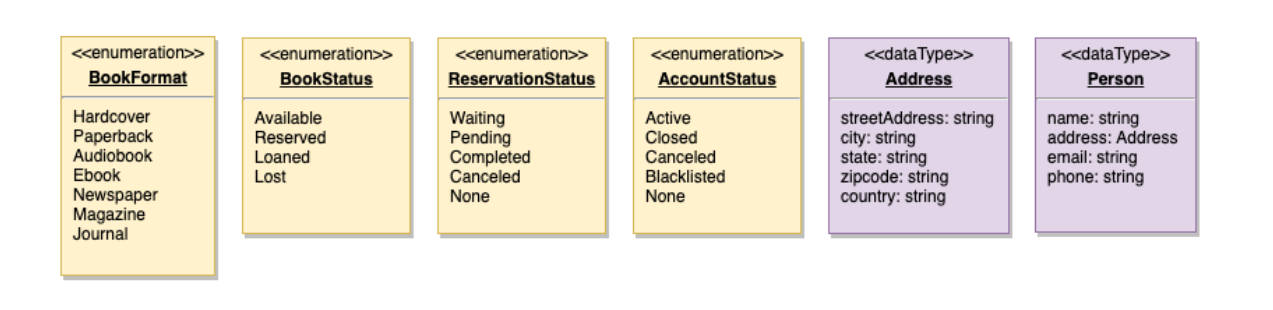 <<enumeration>>
BookFormat
Hardcover
Paperback
Audiobook
Ebook
Newspaper
Magazine
Journal
<<enumeration>>
BookStatus
Available
Reserved
Loaned
Lost
<<enumeration>>
ReservationStatus
Waiting
Pending
Completed
Canceled
None
<<enumeration>>
AccountStatus
Active
Closed
Canceled
Blacklisted
None
<<dataType>>
Address
streetAddress: string
city: string
state: string
zipcode: string
country: string
<<dataType>>
Person
name: string
address: Address
email: string
phone: string